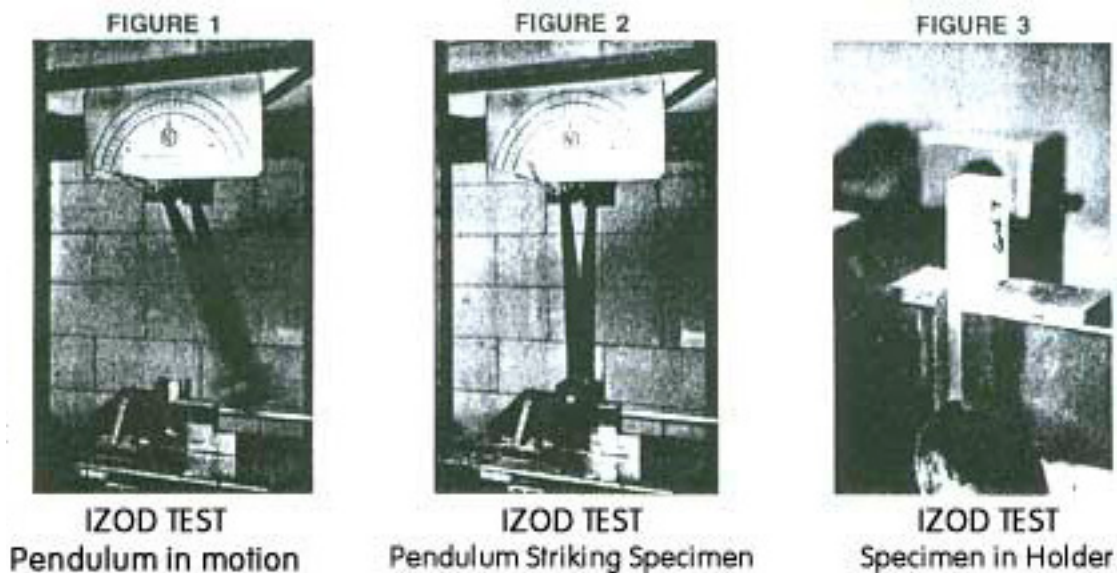 FIGURE 1
FIGURE 2
FIGURE 3
IZOD TEST
Pendulum in motion
IZOD TEST
Pendulum Striking Specimen
IZOD TEST
Specimen in Holder